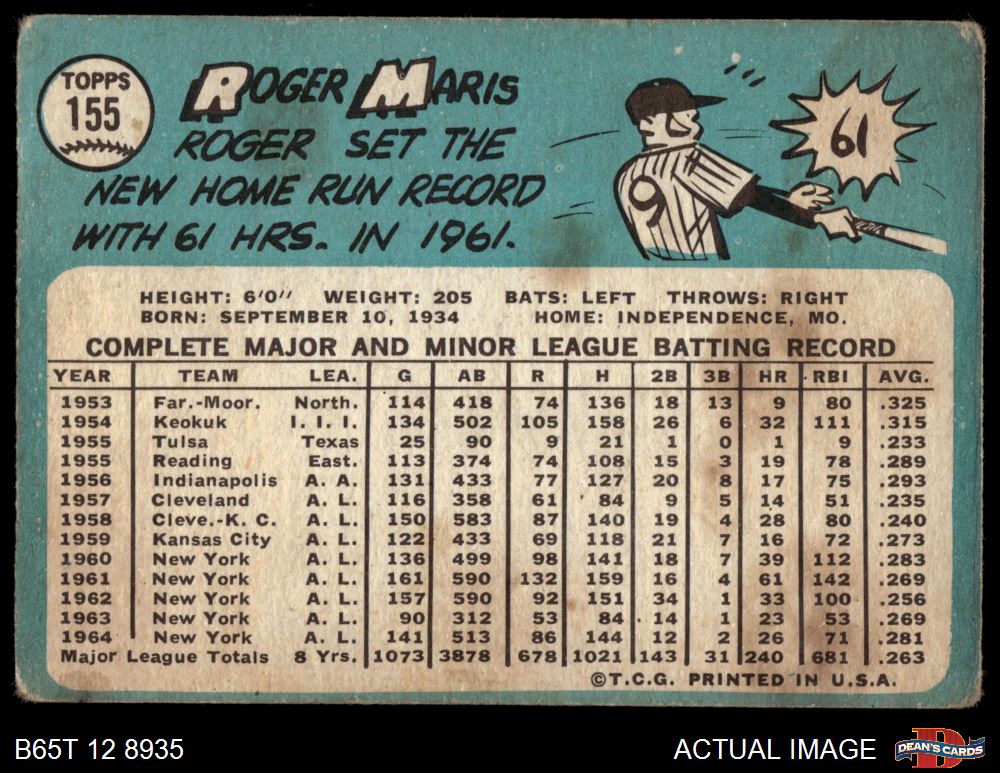 TOPPS
155
ROGER MARIS
ROGER SET THE
NEW HOME RUN RECORD
WITH 61 HRS. IN 1961.
61
9
HEIGHT: 6'0" WEIGHT: 205 BATS: LEFT THROWS: RIGHT
BORN: SEPTEMBER 10, 1934 HOME: INDEPENDENCE, MO.
COMPLETE MAJOR AND MINOR LEAGUE BATTING RECORD
YEAR TEAM LEA. G AB R H 2B 3B HR RBI AVG.
1953 Far.-Moor. North. 114 418 74 136 18 13 9 80 .325
1954 Keokuk I. I. I. 134 502 105 158 26 6 32 111 .315
1955 Tulsa Texas 25 90 9 21 1 0 1 9 .233
1955 Reading East. 113 374 74 108 15 3 19 78 .289
1956 Indianapolis A. A. 131 433 77 127 20 8 17 75 .293
1957 Cleveland A. L. 116 358 61 84 9 5 14 51 .235
1958 Cleve.-K. C. A. L. 150 583 87 140 19 4 28 80 .240
1959 Kansas City A. L. 122 433 69 118 21 7 16 72 .273
1960 New York A. L. 136 499 98 141 18 7 39 112 .283
1961 New York A. L. 161 590 132 159 16 4 61 142 .269
1962 New York A. L. 157 590 92 151 34 1 33 100 .256
1963 New York A. L. 90 312 53 84 14 1 23 53 .269
1964 New York A. L. 141 513 86 144 12 2 26 71 .281
Major League Totals 8 Yrs. 1073 3878 678 1021 143 31 240 681 .263
©T.C.G. PRINTED IN U.S.A.
B65T 12 8935 ACTUAL IMAGE
D
DEAN'S CARDS